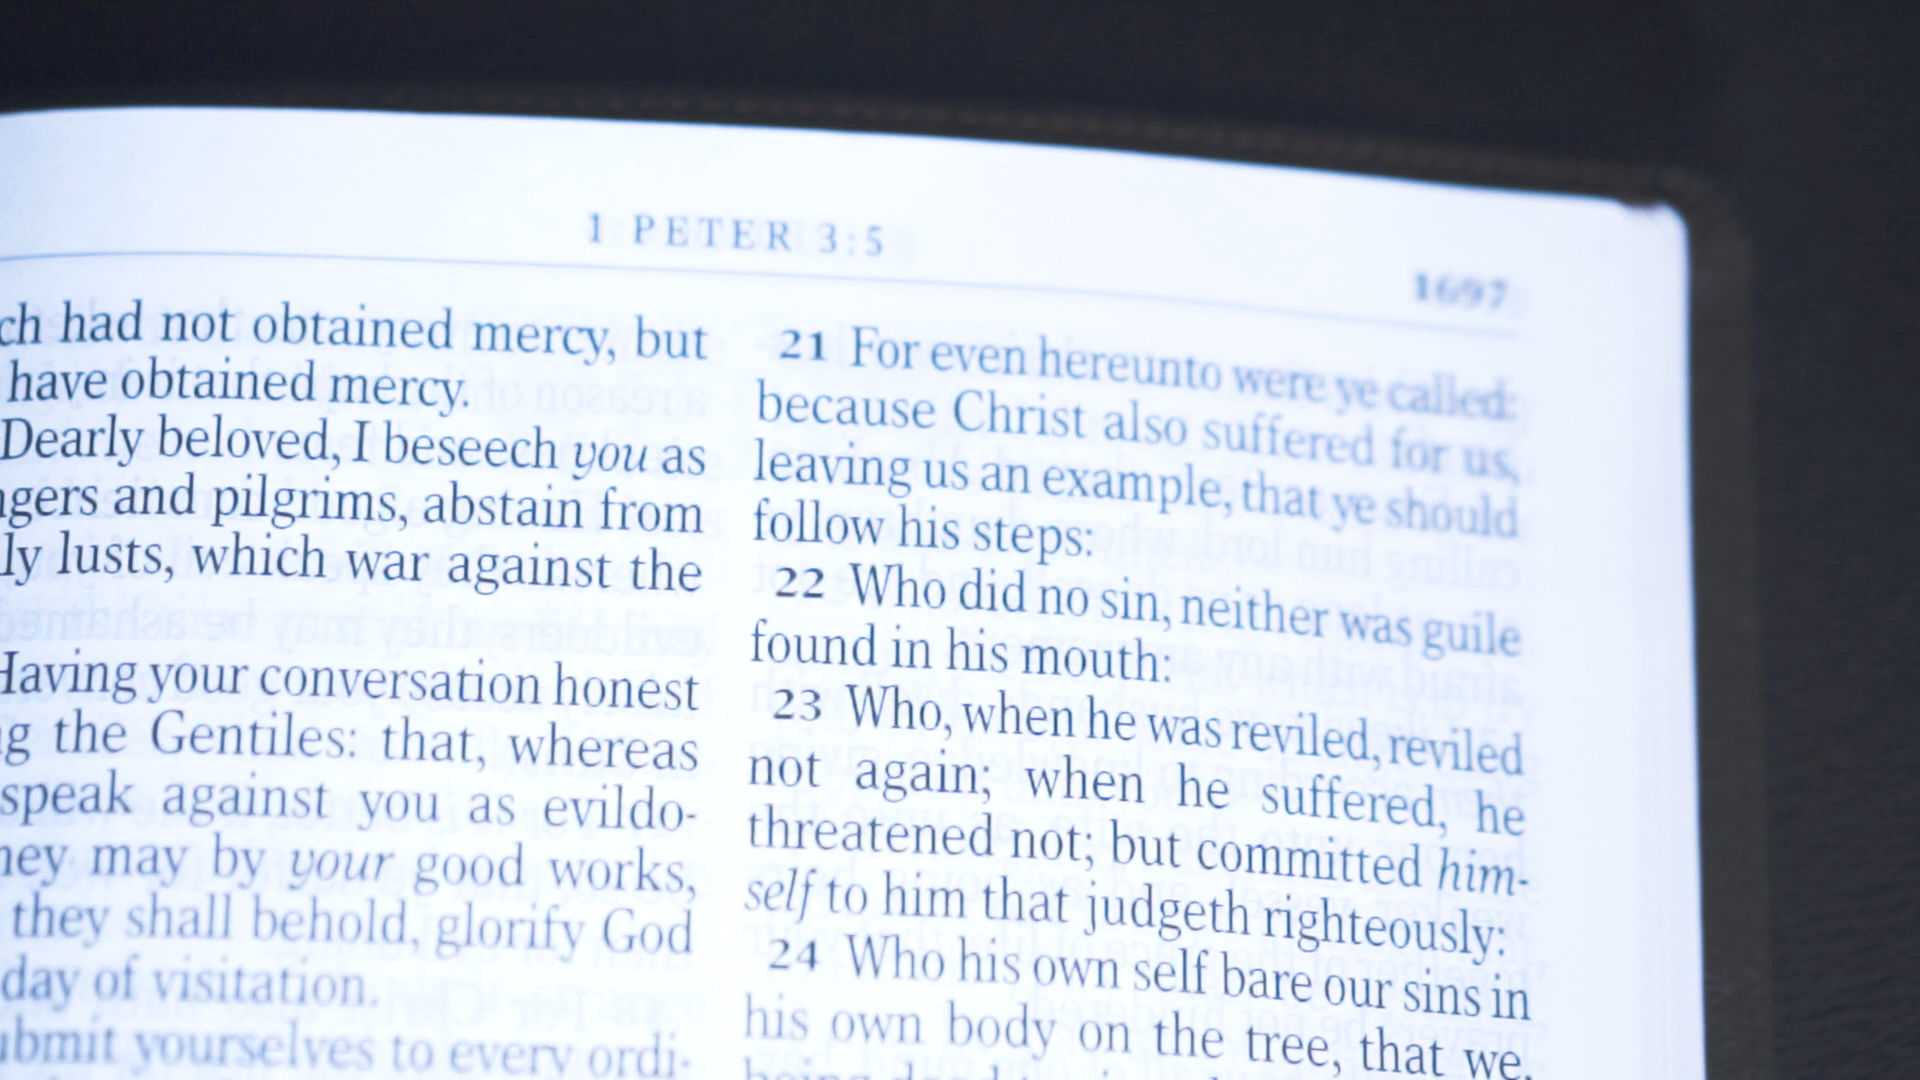 1 PETER 3:5
1697
ch had not obtained mercy, but
have obtained mercy.
Dearly beloved, I beseech you as
ngers and pilgrims, abstain from
ly lusts, which war against the
Having your conversation honest
g the Gentiles: that, whereas
speak against you as evildo-
hey may by your good works,
they shall behold, glorify God
day of visitation.
ubmit yourselves to every ordi-
21 For even hereunto were ye called:
because Christ also suffered for us,
leaving us an example, that ye should
follow his steps:
22 Who did no sin, neither was guile
found in his mouth:
23 Who, when he was reviled, reviled
not again; when he suffered, he
threatened not; but committed him-
self to him that judgeth righteously:
24 Who his own self bare our sins in
his own body on the tree, that we,